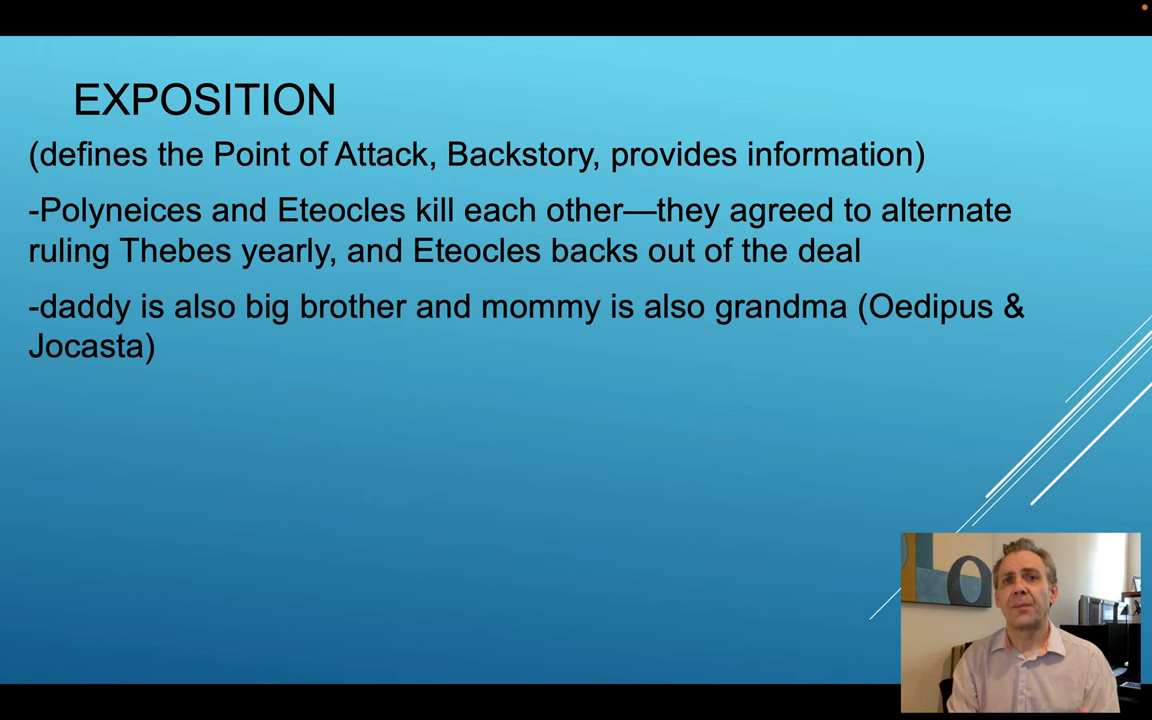 EXPOSITION
(defines the Point of Attack, Backstory, provides information)
-Polyneices and Eteocles kill each other—they agreed to alternate
ruling Thebes yearly, and Eteocles backs out of the deal
-daddy is also big brother and mommy is also grandma (Oedipus &
Jocasta)
Lo